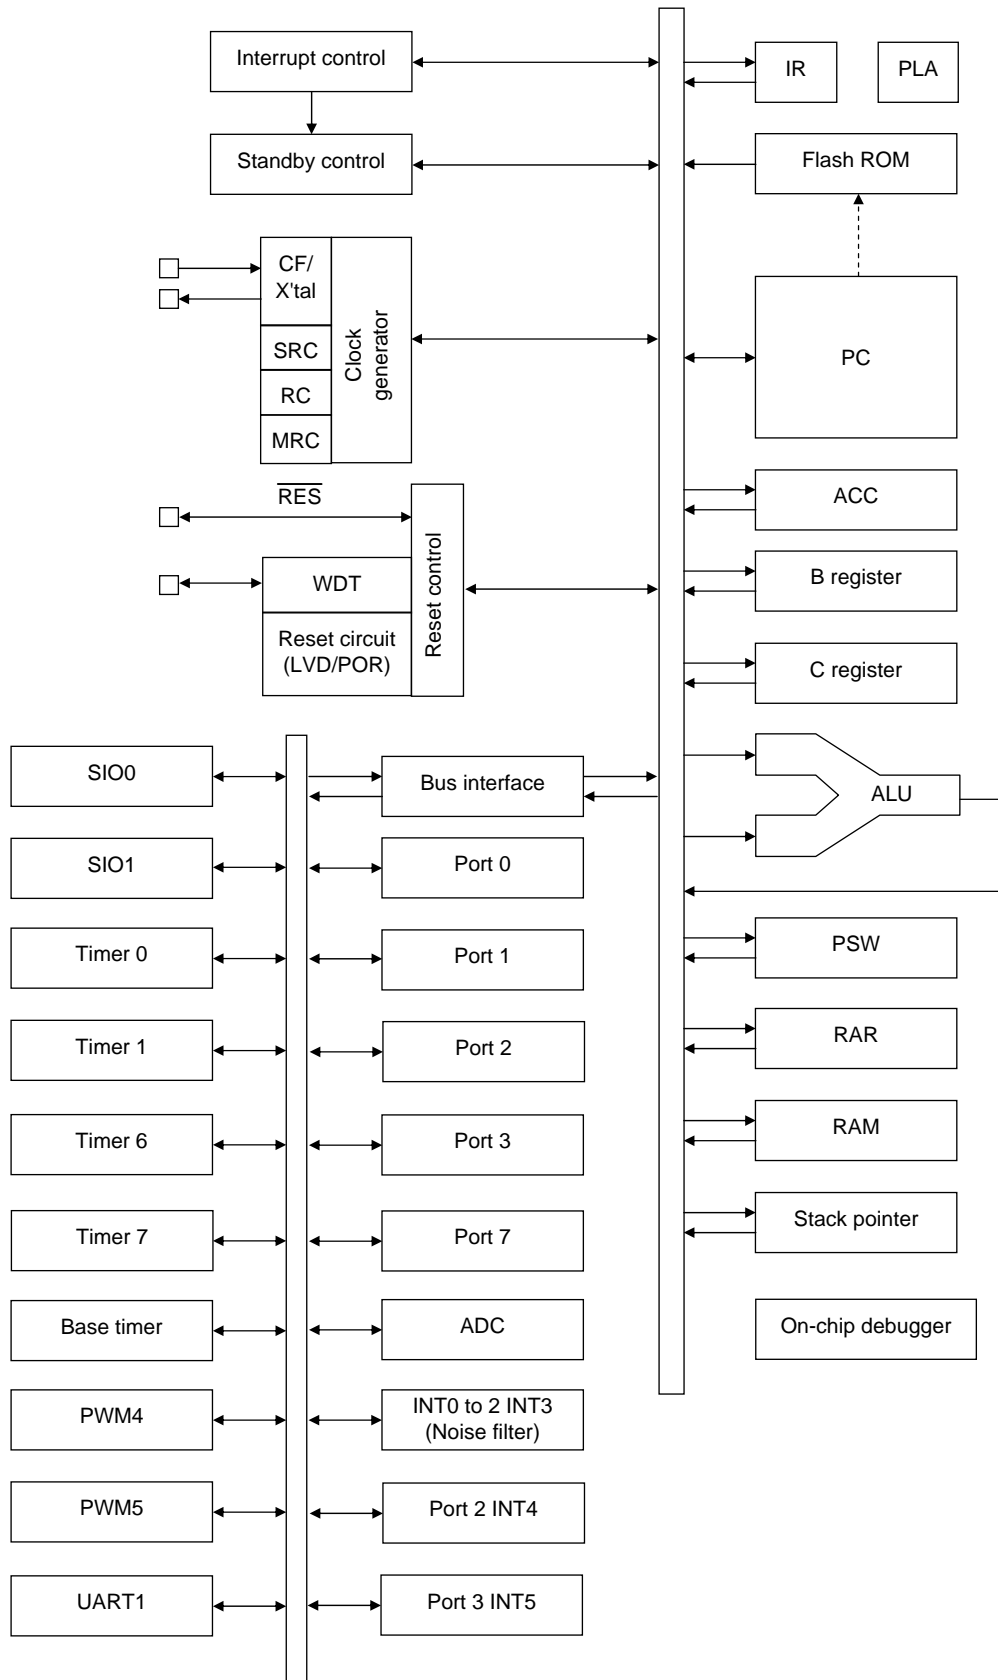 Interrupt control
IR
PLA
Standby control
Flash ROM
CF/
X'tal
SRC
RC
MRC
Clock
generator
PC
RES
ACC
WDT
Reset circuit
(LVD/POR)
Reset control
B register
C register
SIO0
Bus interface
ALU
SIO1
Port 0
Timer 0
Port 1
PSW
Timer 1
Port 2
RAR
Timer 6
Port 3
RAM
Timer 7
Port 7
Stack pointer
Base timer
ADC
On-chip debugger
PWM4
INT0 to 2 INT3
(Noise filter)
PWM5
Port 2 INT4
UART1
Port 3 INT5